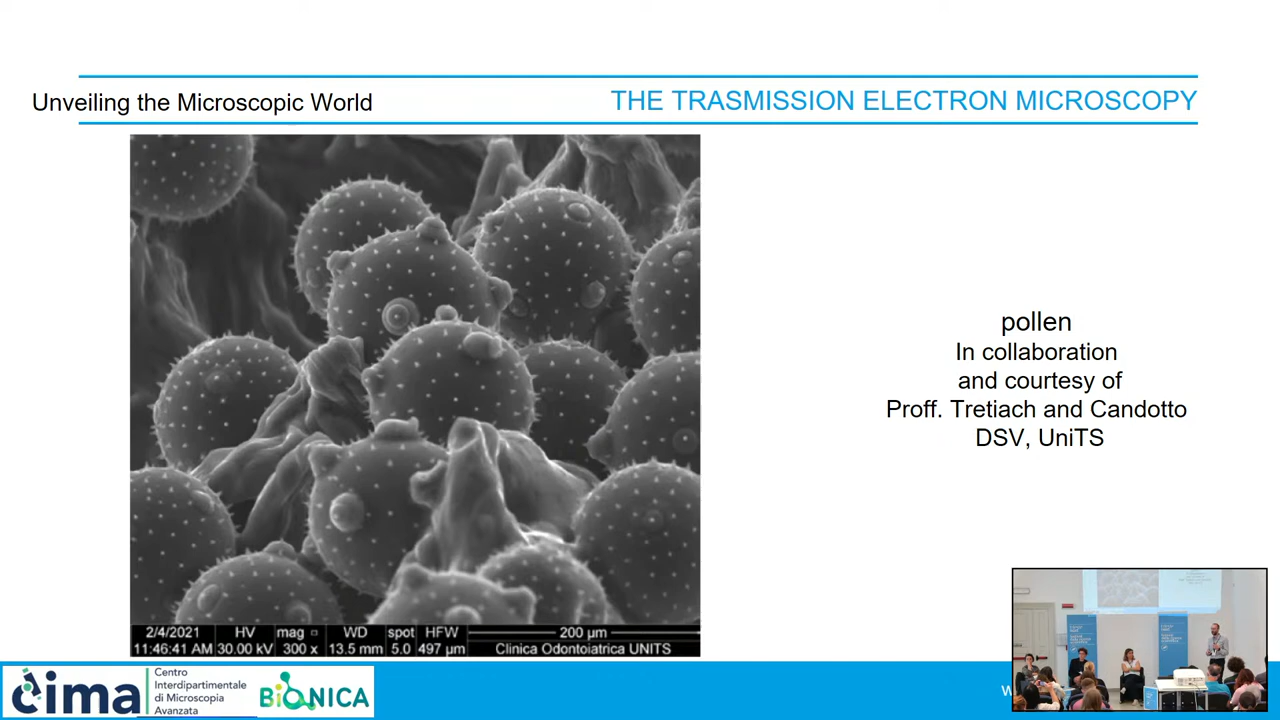 Unveiling the Microscopic World
THE TRASMISSION ELECTRON MICROSCOPY
pollen
In collaboration
and courtesy of
Proff. Tretiach and Candotto
DSV, UniTS
2/4/2021 HV mag WD spot HFW 200 µm
11:46:41 AM 30.00 kV 300 x 13.5 mm 5.0 497 µm Clinica Odontoiatrica UNITS
cima
Centro
Interdipartimentale
di Microscopia
Avanzata
BIONICA